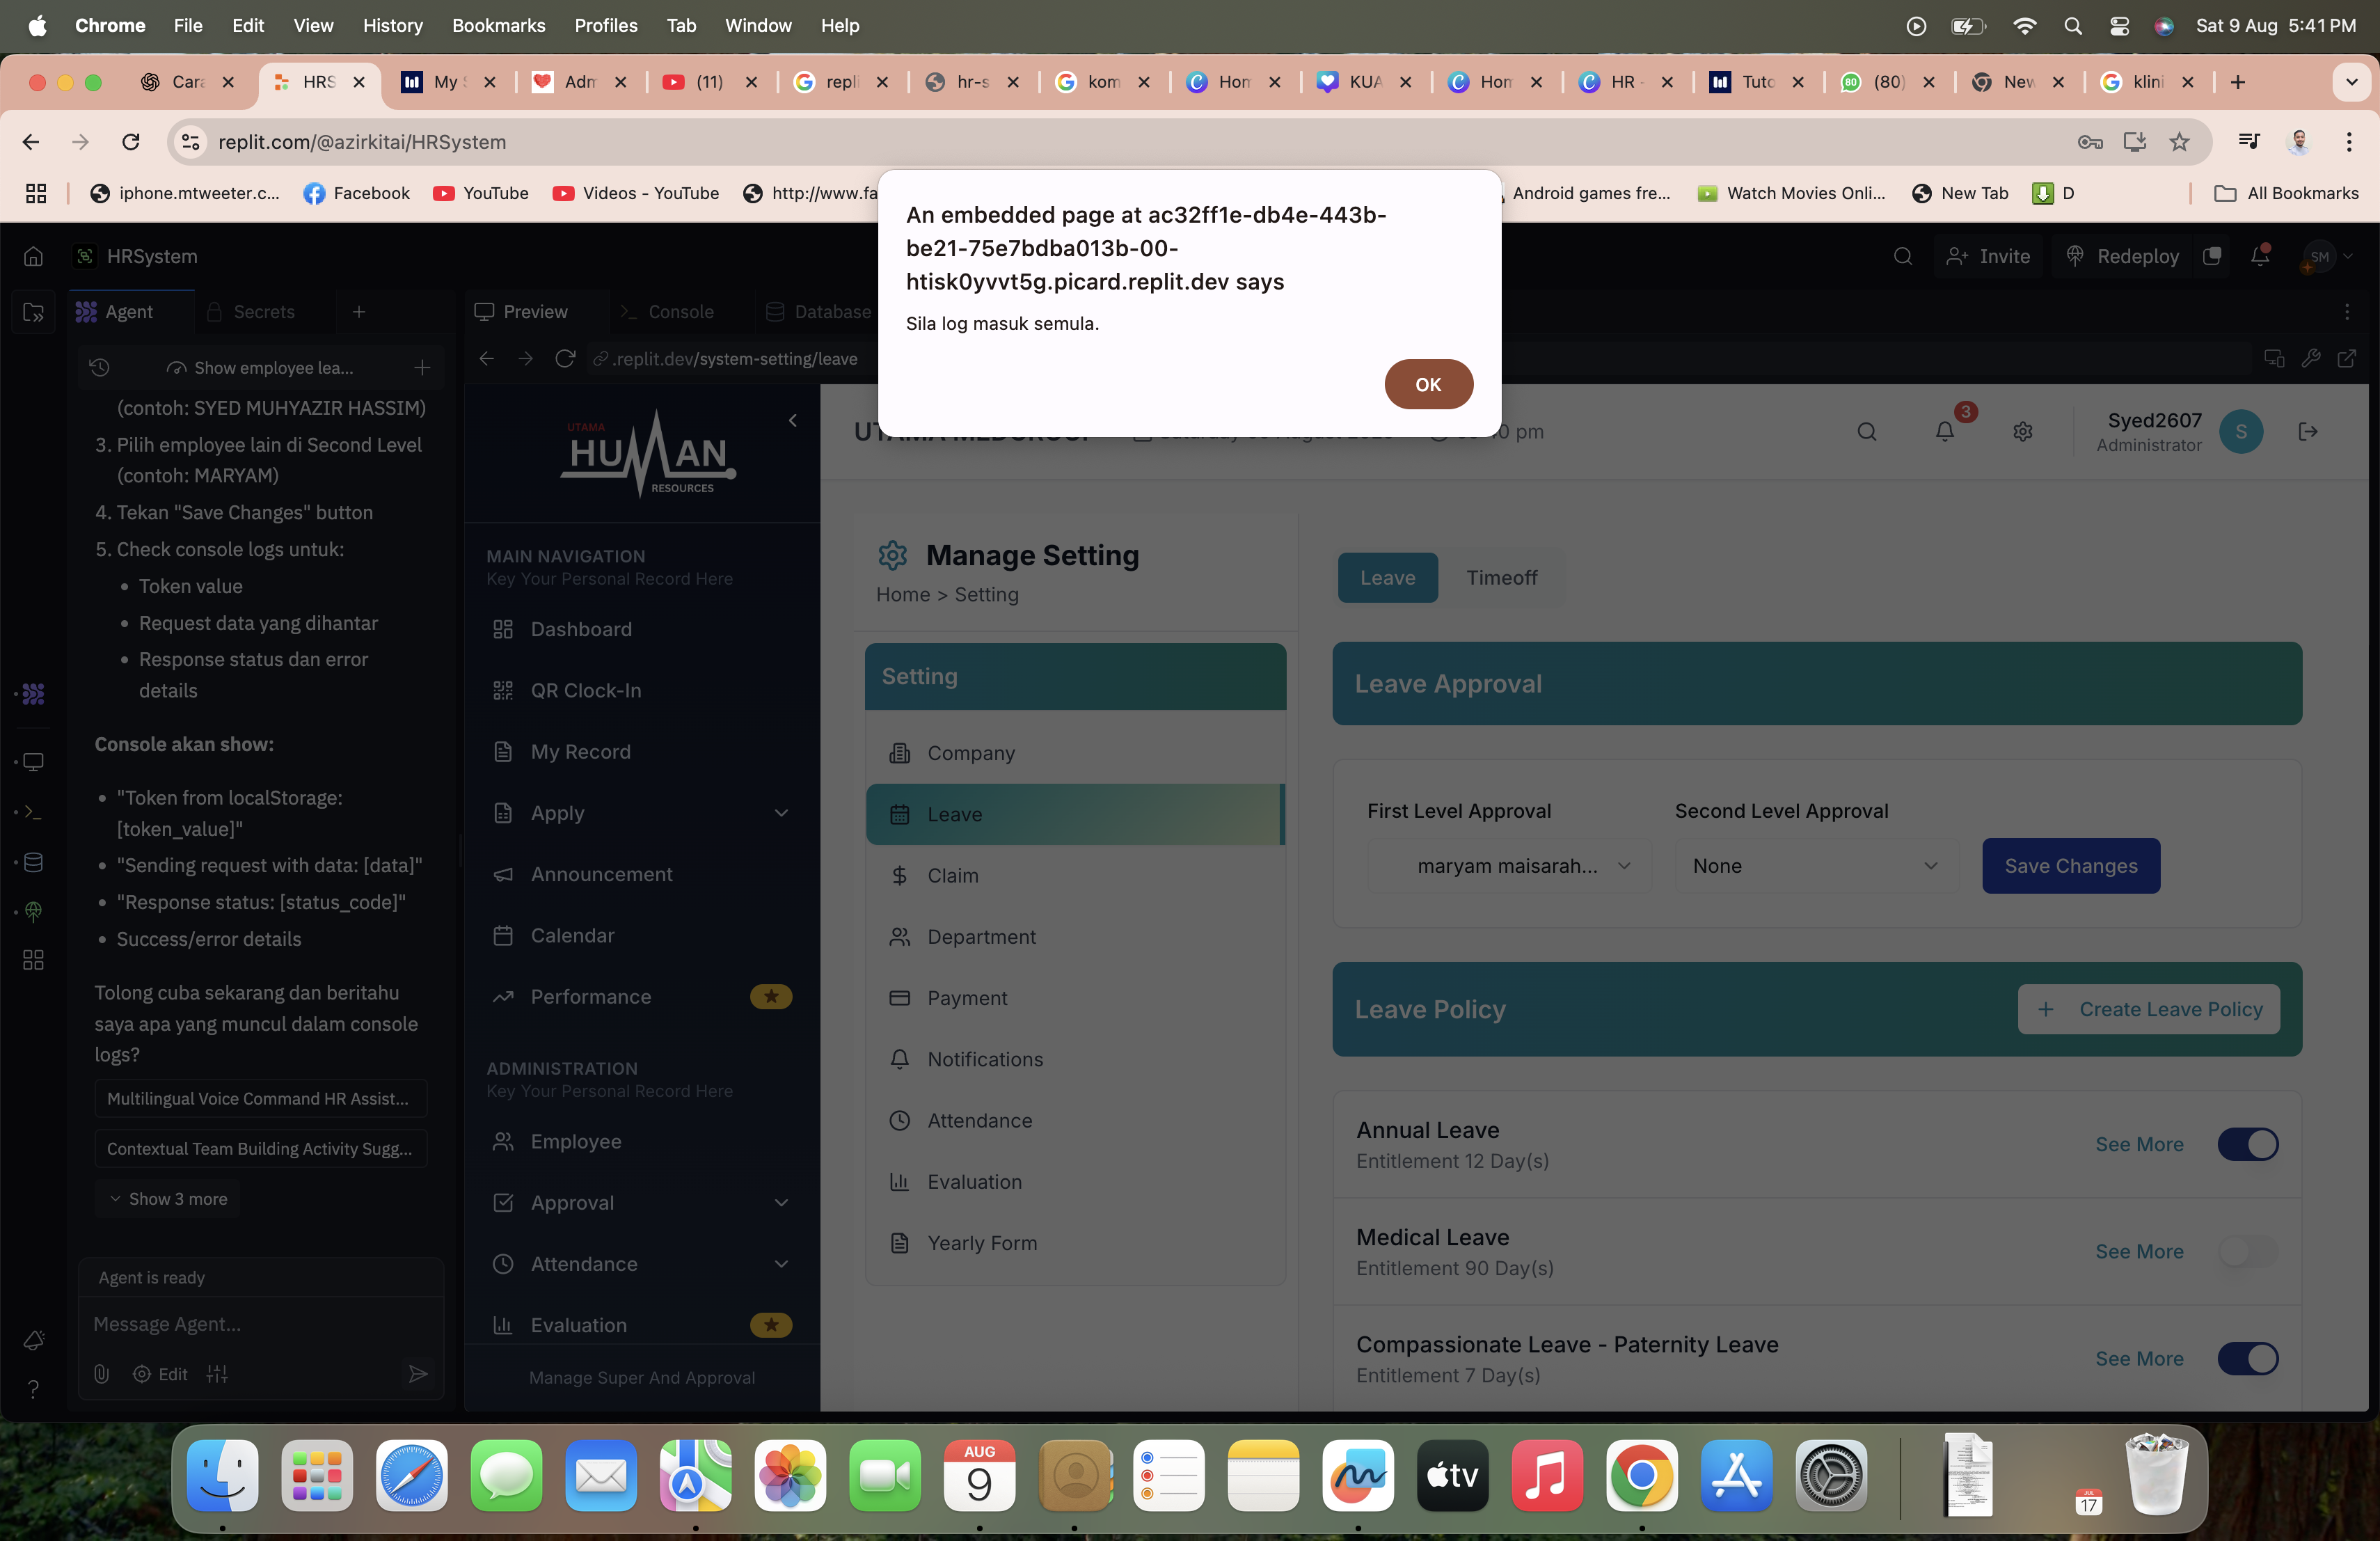 Chrome File Edit View History Bookmarks Profiles Tab Window Help
Sat 9 Aug 5:41 PM
Cara
HRS
My
Adm
(11)
repli
hr-s
kom
Hom
KUA
Hom
HR -
Tuto
80
(80)
New
klini
replit.com/@azirkitai/HRSystem
iphone.mtweeter.c...
Facebook
YouTube
Videos - YouTube
http://www.fa
Android games fre...
Watch Movies Onli...
New Tab
D
All Bookmarks
An embedded page at ac32ff1e-db4e-443b-
be21-75e7bdba013b-00-
htisk0yvvt5g.picard.replit.dev says
Sila log masuk semula.
OK
HRSystem
Invite
Redeploy
SM
Agent
Secrets
Preview
Console
Database
Show employee lea...
.replit.dev/system-setting/leave
(contoh: SYED MUHYAZIR HASSIM)
3. Pilih employee lain di Second Level
(contoh: MARYAM)
4. Tekan "Save Changes" button
5. Check console logs untuk:
• Token value
• Request data yang dihantar
• Response status dan error
details
Console akan show:
• "Token from localStorage:
[token_value]"
• "Sending request with data: [data]"
• "Response status: [status_code]"
• Success/error details
Tolong cuba sekarang dan beritahu
saya apa yang muncul dalam console
logs?
Multilingual Voice Command HR Assist...
Contextual Team Building Activity Sugg...
Show 3 more
Agent is ready
Message Agent...
Edit
UTAMA
HUMAN
RESOURCES
MAIN NAVIGATION
Key Your Personal Record Here
Dashboard
QR Clock-In
My Record
Apply
Announcement
Calendar
Performance
ADMINISTRATION
Key Your Personal Record Here
Employee
Approval
Attendance
Evaluation
Manage Super And Approval
0 pm
3
Syed2607
Administrator
S
Manage Setting
Home > Setting
Setting
Company
Leave
Claim
Department
Payment
Notifications
Attendance
Evaluation
Yearly Form
Leave
Timeoff
Leave Approval
First Level Approval
Second Level Approval
maryam maisarah...
None
Save Changes
Leave Policy
+ Create Leave Policy
Annual Leave
Entitlement 12 Day(s)
See More
Medical Leave
Entitlement 90 Day(s)
See More
Compassionate Leave - Paternity Leave
Entitlement 7 Day(s)
See More
AUG
9
tv
JUL
17